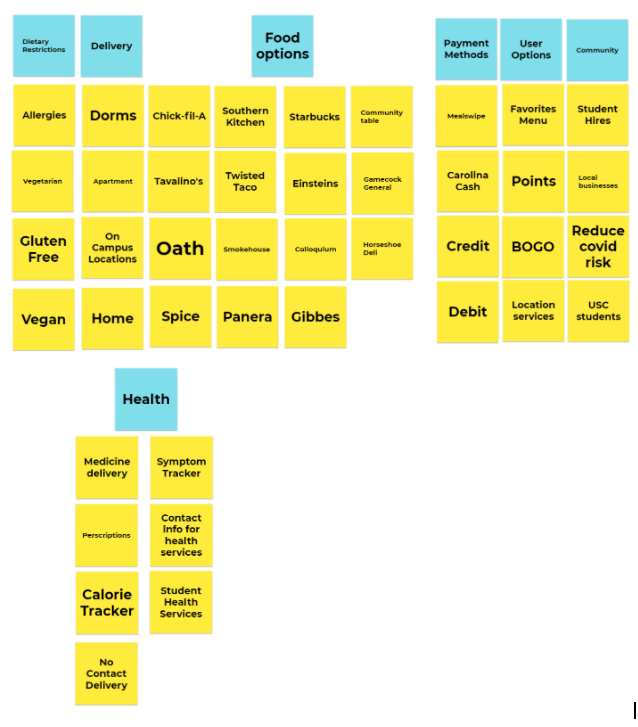 Dietary
Restrictions
Delivery
Food
options
Payment
Methods
User
Options
Community
Allergies
Dorms
Chick-fil-A
Southern
Kitchen
Starbucks
Community
table
Mealswipe
Favorites
Menu
Student
Hires
Vegetarian
Apartment
Tavalino's
Twisted
Taco
Einsteins
Gamecock
General
Carolina
Cash
Points
Local
businesses
Gluten
Free
On
Campus
Locations
Oath
Smokehouse
Colloquium
Horseshoe
Deli
Credit
BOGO
Reduce
covid
risk
Vegan
Home
Spice
Panera
Gibbes
Debit
Location
services
USC
students
Health
Medicine
delivery
Symptom
Tracker
Perscriptions
Contact
info for
health
services
Calorie
Tracker
Student
Health
Services
No
Contact
Delivery